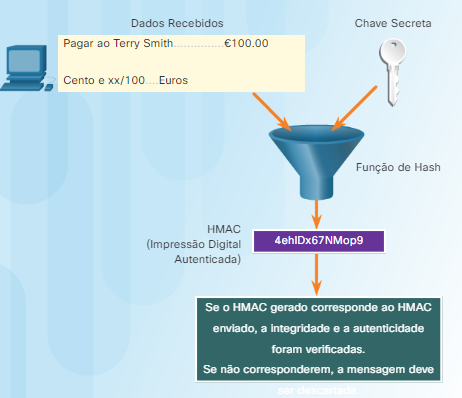 Dados Recebidos
Chave Secreta
Pagar ao Terry Smith...............€100.00
Cento e xx/100....Euros
Função de Hash
HMAC
(Impressão Digital
Autenticada)
4ehIDx67NMop9
Se o HMAC gerado corresponde ao HMAC
enviado, a integridade e a autenticidade
foram verificadas.
Se não corresponderem, a mensagem deve
ser descartada.